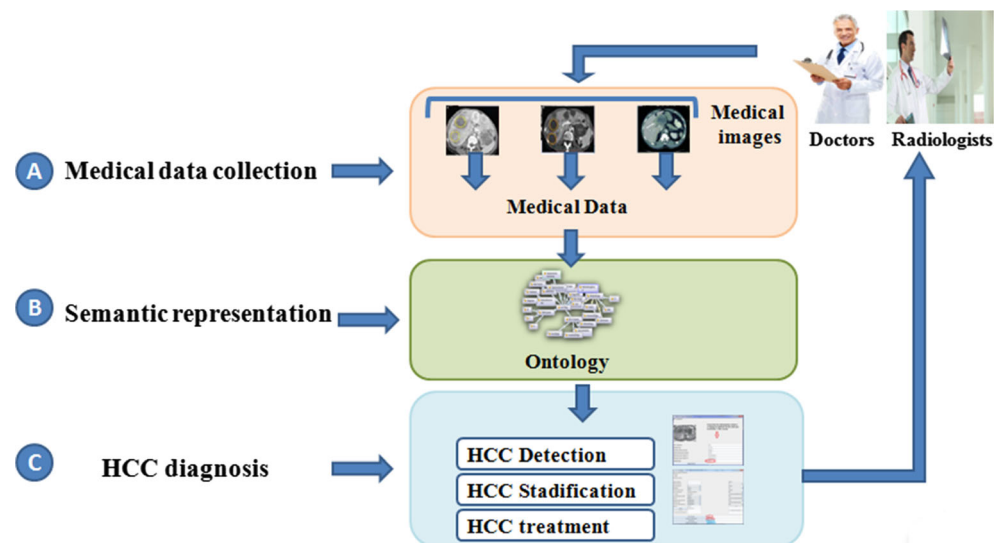 Doctors
Radiologists
Medical
images
A
Medical data collection
Medical Data
B
Semantic representation
Ontology
C
HCC diagnosis
HCC Detection
HCC Stadification
HCC treatment